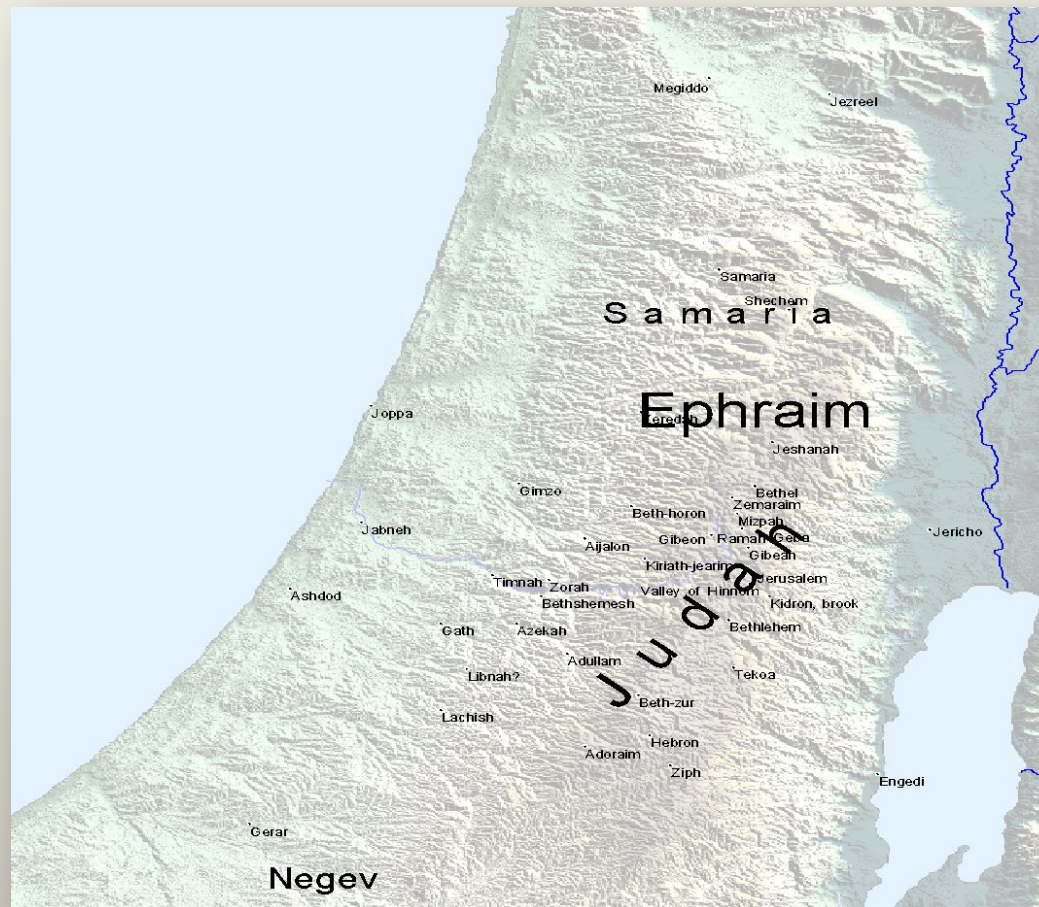 Megiddo
Jezreel
Samaria
Shechem
Samaria
Ephraim
Joppa
Zeredah
Jeshanah
Gimzo
Bethel
Zemaraim
Beth-horon
Mizpah
Jabneh
Jericho
Gibeon
Ramah
Geba
Aijalon
Gibeah
Kiriath-jearim
Jerusalem
Timnah
Zorah
Valley of Hinnom
Ashdod
Bethshemesh
Kidron, brook
Gath
Azekah
Bethlehem
Judah
Adullam
Libnah?
Tekoa
Beth-zur
Lachish
Hebron
Adoraim
Ziph
Engedi
Gerar
Negev